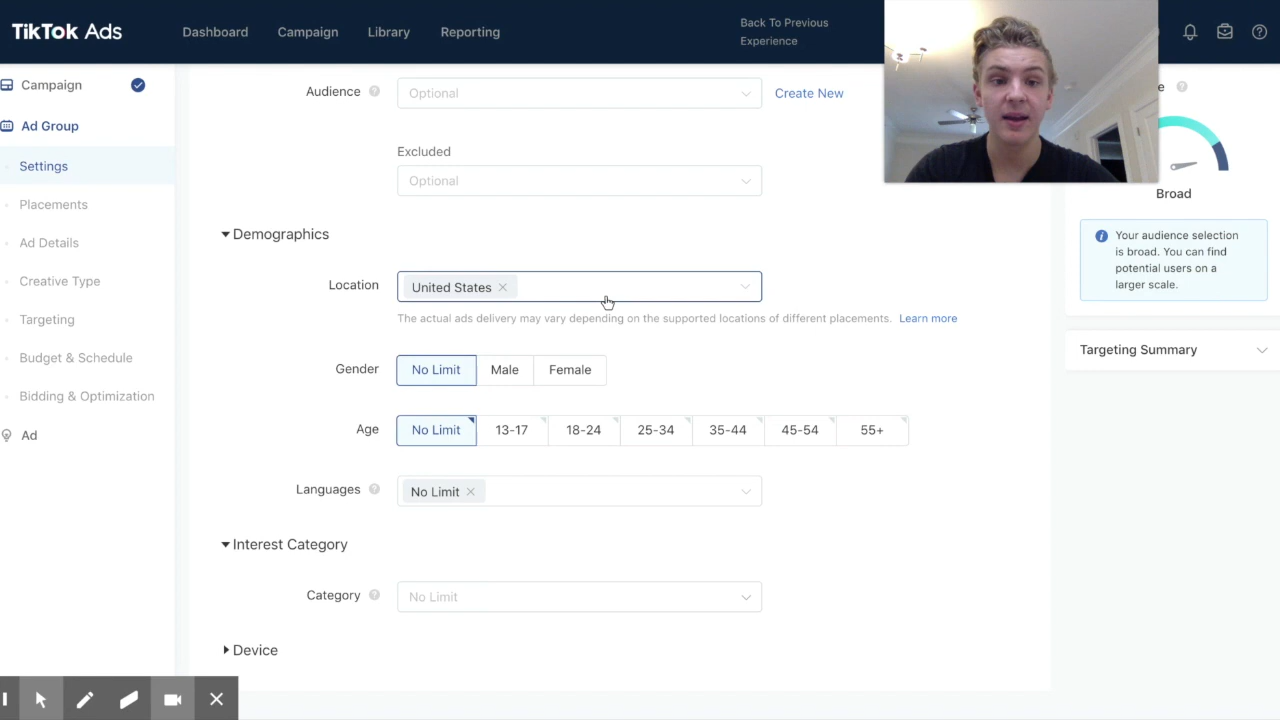 TikTok Ads
Dashboard
Campaign
Library
Reporting
Back To Previous
Experience
Campaign
Ad Group
Settings
Placements
Ad Details
Creative Type
Targeting
Budget & Schedule
Bidding & Optimization
Ad
Audience ?
Optional
Create New
Excluded
Optional
Demographics
Location
United States
The actual ads delivery may vary depending on the supported locations of different placements. Learn more
Gender
No Limit Male Female
Age
No Limit 13-17 18-24 25-34 35-44 45-54 55+
Languages ?
No Limit
Interest Category
Category ?
No Limit
Device
e ?
Broad
Your audience selection
is broad. You can find
potential users on a
larger scale.
Targeting Summary